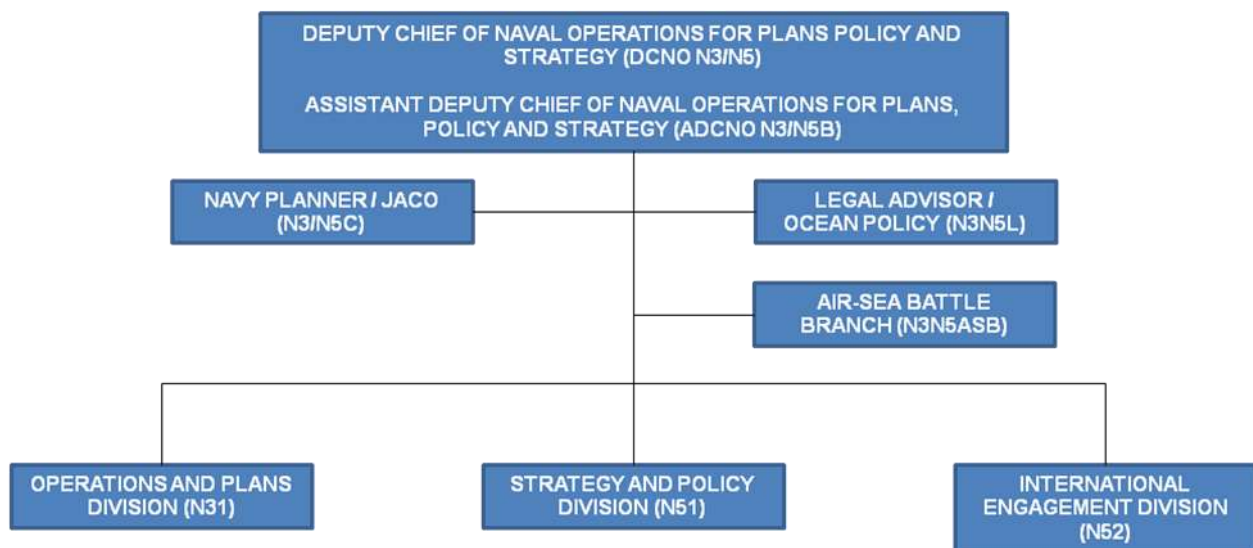 DEPUTY CHIEF OF NAVAL OPERATIONS FOR PLANS POLICY AND
STRATEGY (DCNO N3/N5)
ASSISTANT DEPUTY CHIEF OF NAVAL OPERATIONS FOR PLANS,
POLICY AND STRATEGY (ADCNO N3/N5B)
NAVY PLANNER / JACO
(N3/N5C)
LEGAL ADVISOR /
OCEAN POLICY (N3N5L)
AIR-SEA BATTLE
BRANCH (N3N5ASB)
OPERATIONS AND PLANS
DIVISION (N31)
STRATEGY AND POLICY
DIVISION (N51)
INTERNATIONAL
ENGAGEMENT DIVISION
(N52)